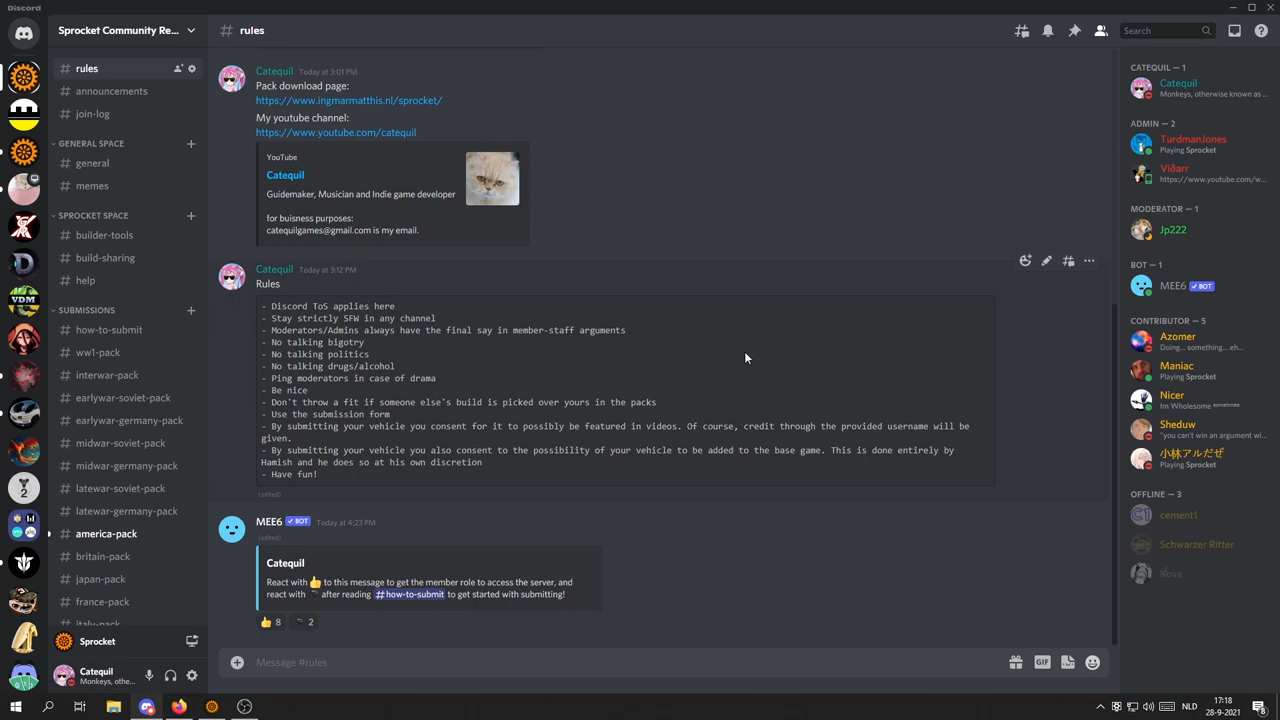 Discord
Sprocket Community Re...
rules
Search
rules
announcements
join-log
GENERAL SPACE
general
memes
SPROCKET SPACE
builder-tools
build-sharing
help
SUBMISSIONS
how-to-submit
ww1-pack
interwar-pack
earlywar-soviet-pack
earlywar-germany-pack
midwar-soviet-pack
midwar-germany-pack
latewar-soviet-pack
latewar-germany-pack
america-pack
britain-pack
japan-pack
france-pack
italy-pack
Sprocket
Catequil
Monkeys, othe...
VDM
Catequil Today at 3:01 PM
Pack download page:
https://www.ingmarmatthis.nl/sprocket/
My youtube channel:
https://www.youtube.com/catequil
YouTube
Catequil
Guidemaker, Musician and Indie game developer
for buisness purposes:
catequilgames@gmail.com is my email.
Catequil Today at 3:12 PM
Rules
- Discord ToS applies here
- Stay strictly SFW in any channel
- Moderators/Admins always have the final say in member-staff arguments
- No talking bigotry
- No talking politics
- No talking drugs/alcohol
- Ping moderators in case of drama
- Be nice
- Don't throw a fit if someone else's build is picked over yours in the packs
- Use the submission form
- By submitting your vehicle you consent for it to possibly be featured in videos. Of course, credit through the provided username will be
given.
- By submitting your vehicle you also consent to the possibility of your vehicle to be added to the base game. This is done entirely by
Hamish and he does so at his own discretion
- Have fun!
(edited)
MEE6 BOT Today at 4:23 PM
(edited)
Catequil
React with 👍 to this message to get the member role to access the server, and
react with after reading #how-to-submit to get started with submitting!
👍 8 2
Message #rules
GIF
CATEQUIL — 1
Catequil
Monkeys, otherwise known as ...
ADMIN — 2
TurdmanJones
Playing Sprocket
Viðarr
https://www.youtube.com/w...
MODERATOR — 1
Jp222
BOT — 1
MEE6 BOT
CONTRIBUTOR — 5
Azomer
Doing... something... eh...
Maniac
Playing Sprocket
Nicer
Im Wholesome sometimes
Sheduw
"you can't win an argument wi...
小林アルだぜ
Playing Sprocket
OFFLINE — 3
cement1
Schwarzer Ritter
NLD
17:18
28-9-2021